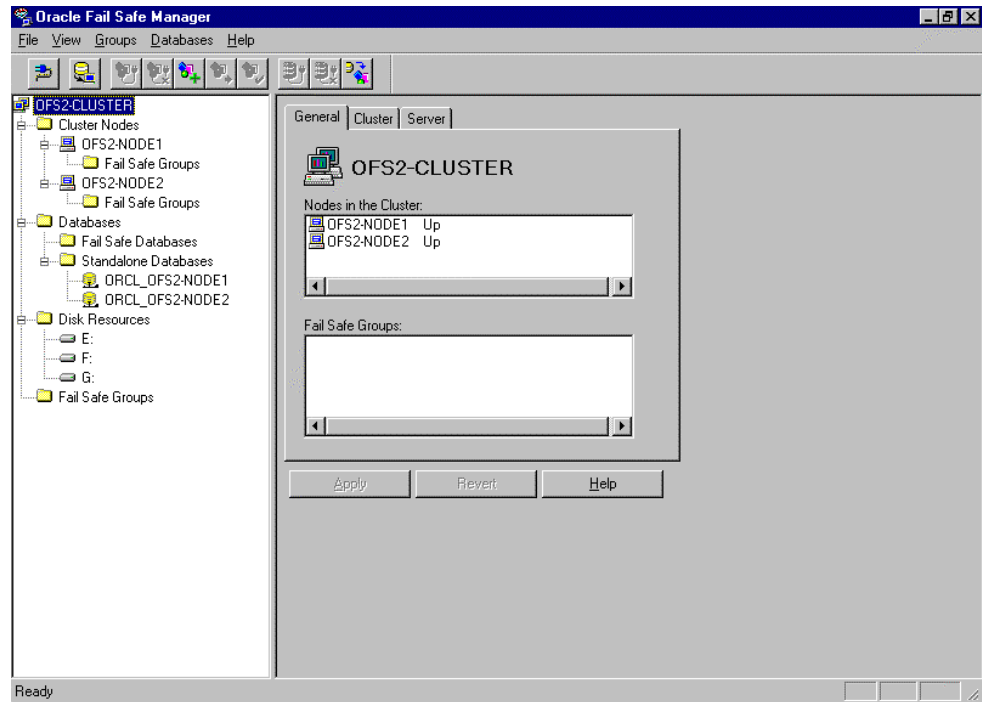 Oracle Fail Safe Manager
File View Groups Databases Help
OFS2-CLUSTER
Cluster Nodes
OFS2-NODE1
Fail Safe Groups
OFS2-NODE2
Fail Safe Groups
Databases
Fail Safe Databases
Standalone Databases
ORCL_OFS2-NODE1
ORCL_OFS2-NODE2
Disk Resources
E:
F:
G:
Fail Safe Groups
General Cluster Server
OFS2-CLUSTER
Nodes in the Cluster:
OFS2-NODE1 Up
OFS2-NODE2 Up
Fail Safe Groups:
Apply Revert Help
Ready